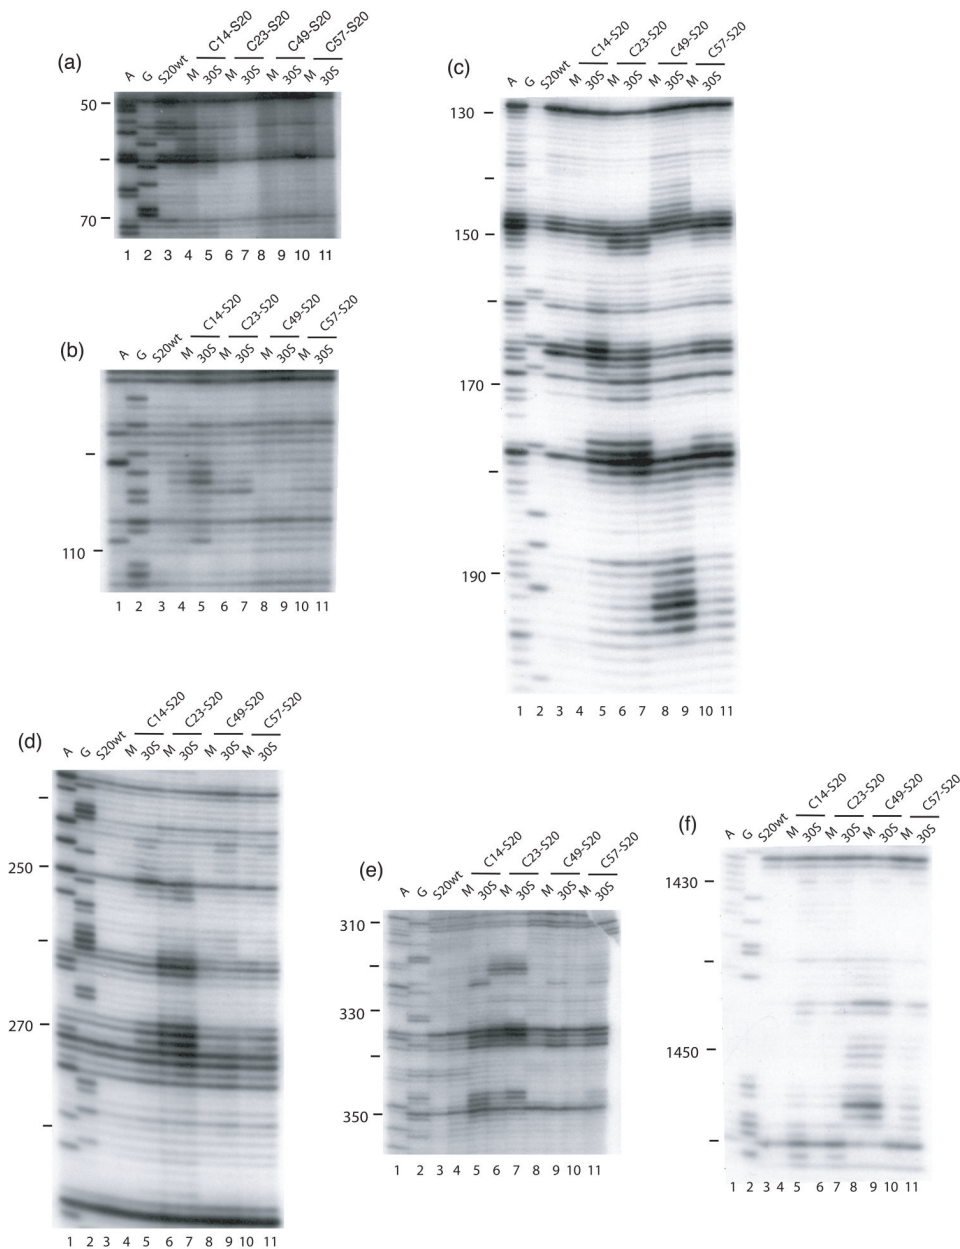 (a)
A G S20wt M 30S M 30S M 30S M 30S
C14-S20 C23-S20 C49-S20 C57-S20
50
70
1 2 3 4 5 6 7 8 9 10 11
(b)
A G S20wt M 30S M 30S M 30S M 30S
C14-S20 C23-S20 C49-S20 C57-S20
110
1 2 3 4 5 6 7 8 9 10 11
(c)
A G S20wt M 30S M 30S M 30S M 30S
C14-S20 C23-S20 C49-S20 C57-S20
130
150
170
190
1 2 3 4 5 6 7 8 9 10 11
(d)
A G S20wt M 30S M 30S M 30S M 30S
C14-S20 C23-S20 C49-S20 C57-S20
250
270
1 2 3 4 5 6 7 8 9 10 11
(e)
A G S20wt M 30S M 30S M 30S M 30S
C14-S20 C23-S20 C49-S20 C57-S20
310
330
350
1 2 3 4 5 6 7 8 9 10 11
(f)
A G S20wt M 30S M 30S M 30S M 30S
C14-S20 C23-S20 C49-S20 C57-S20
1430
1450
1 2 3 4 5 6 7 8 9 10 11